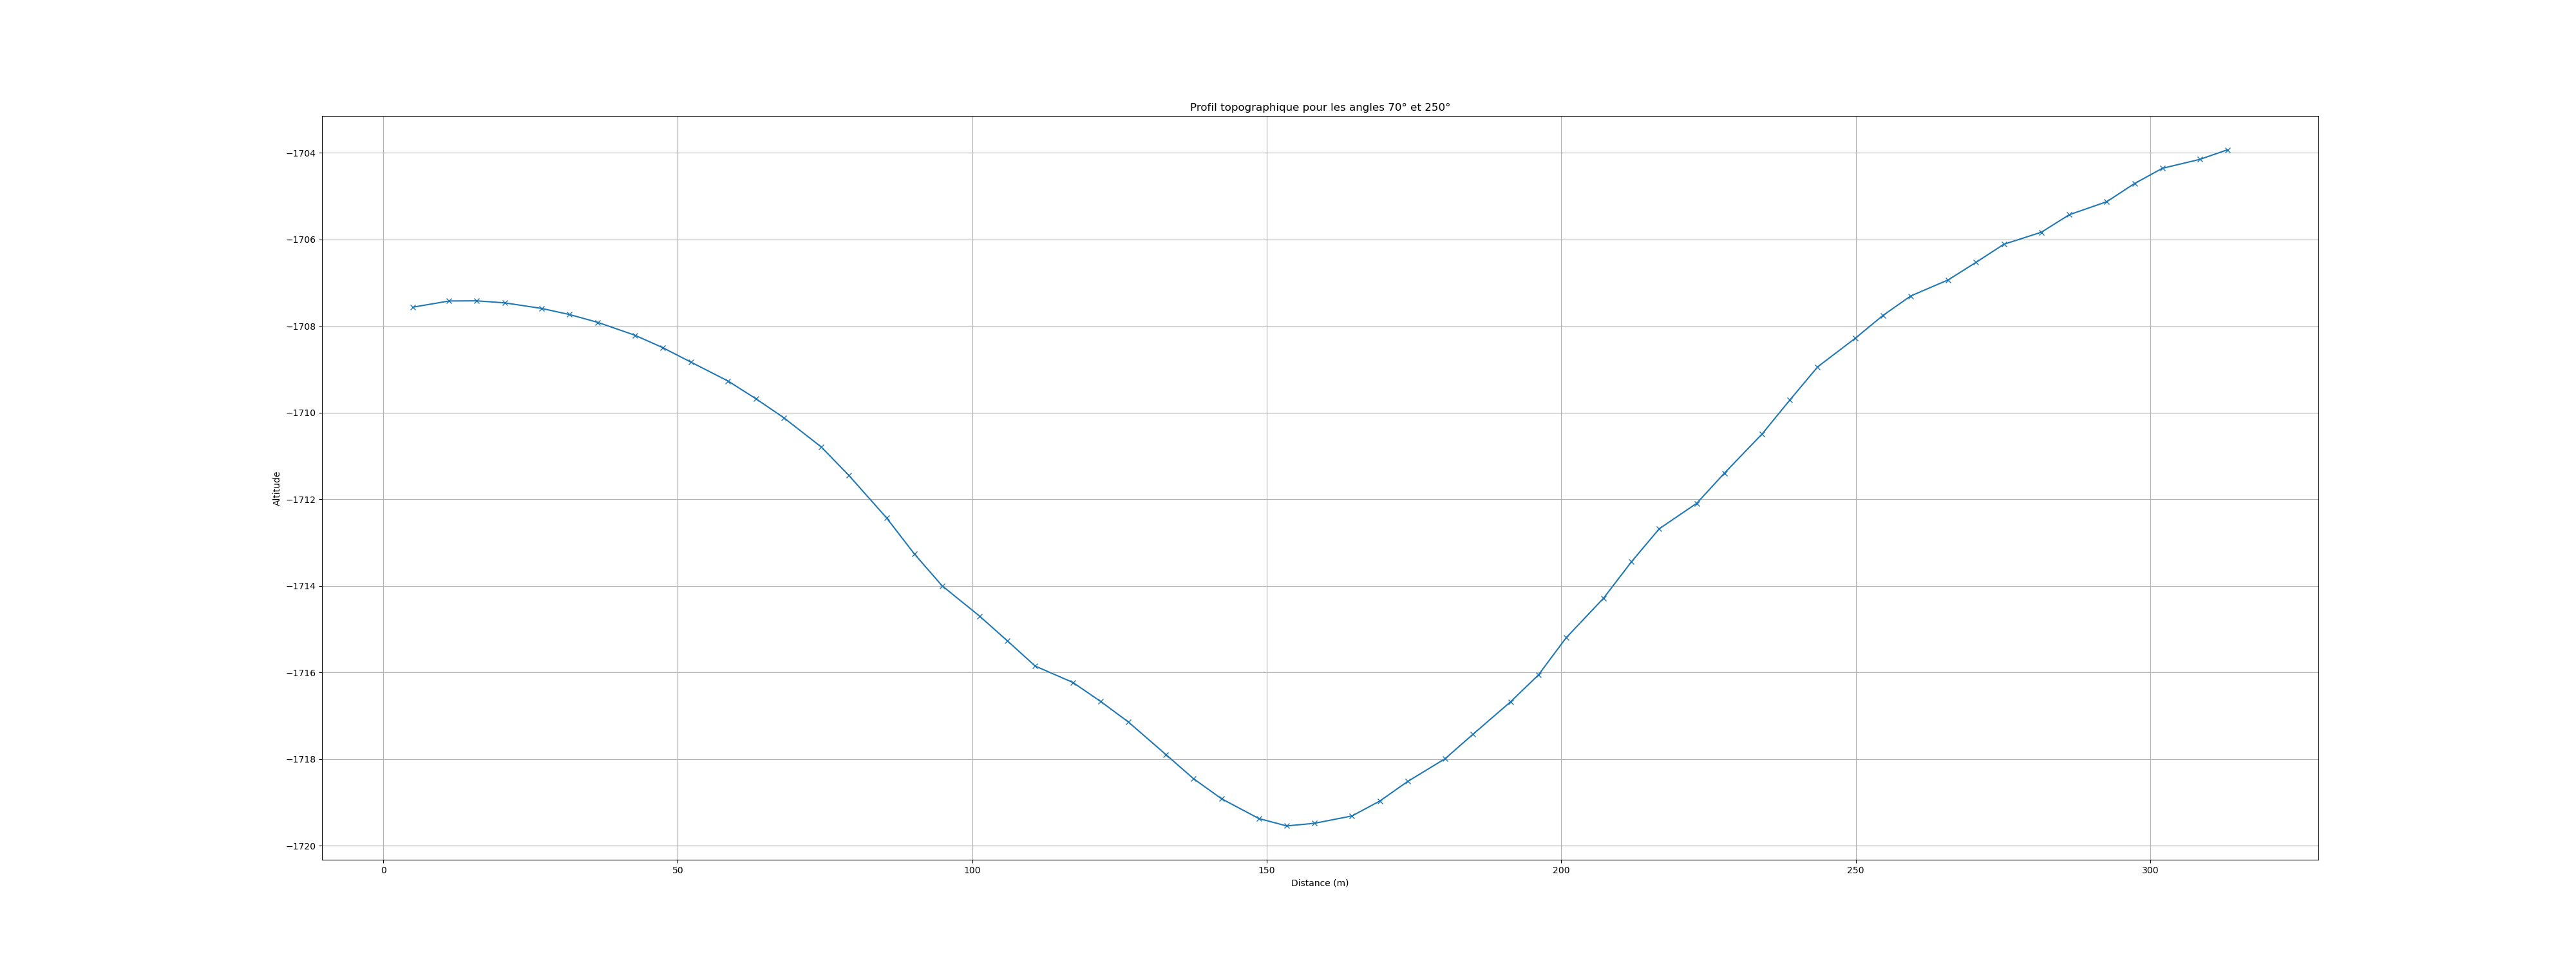 Profil topographique pour les angles 70° et 250°
−1704
−1706
−1708
−1710
−1712
−1714
−1716
−1718
−1720
Altitude
0 50 100 150 200 250 300
Distance (m)